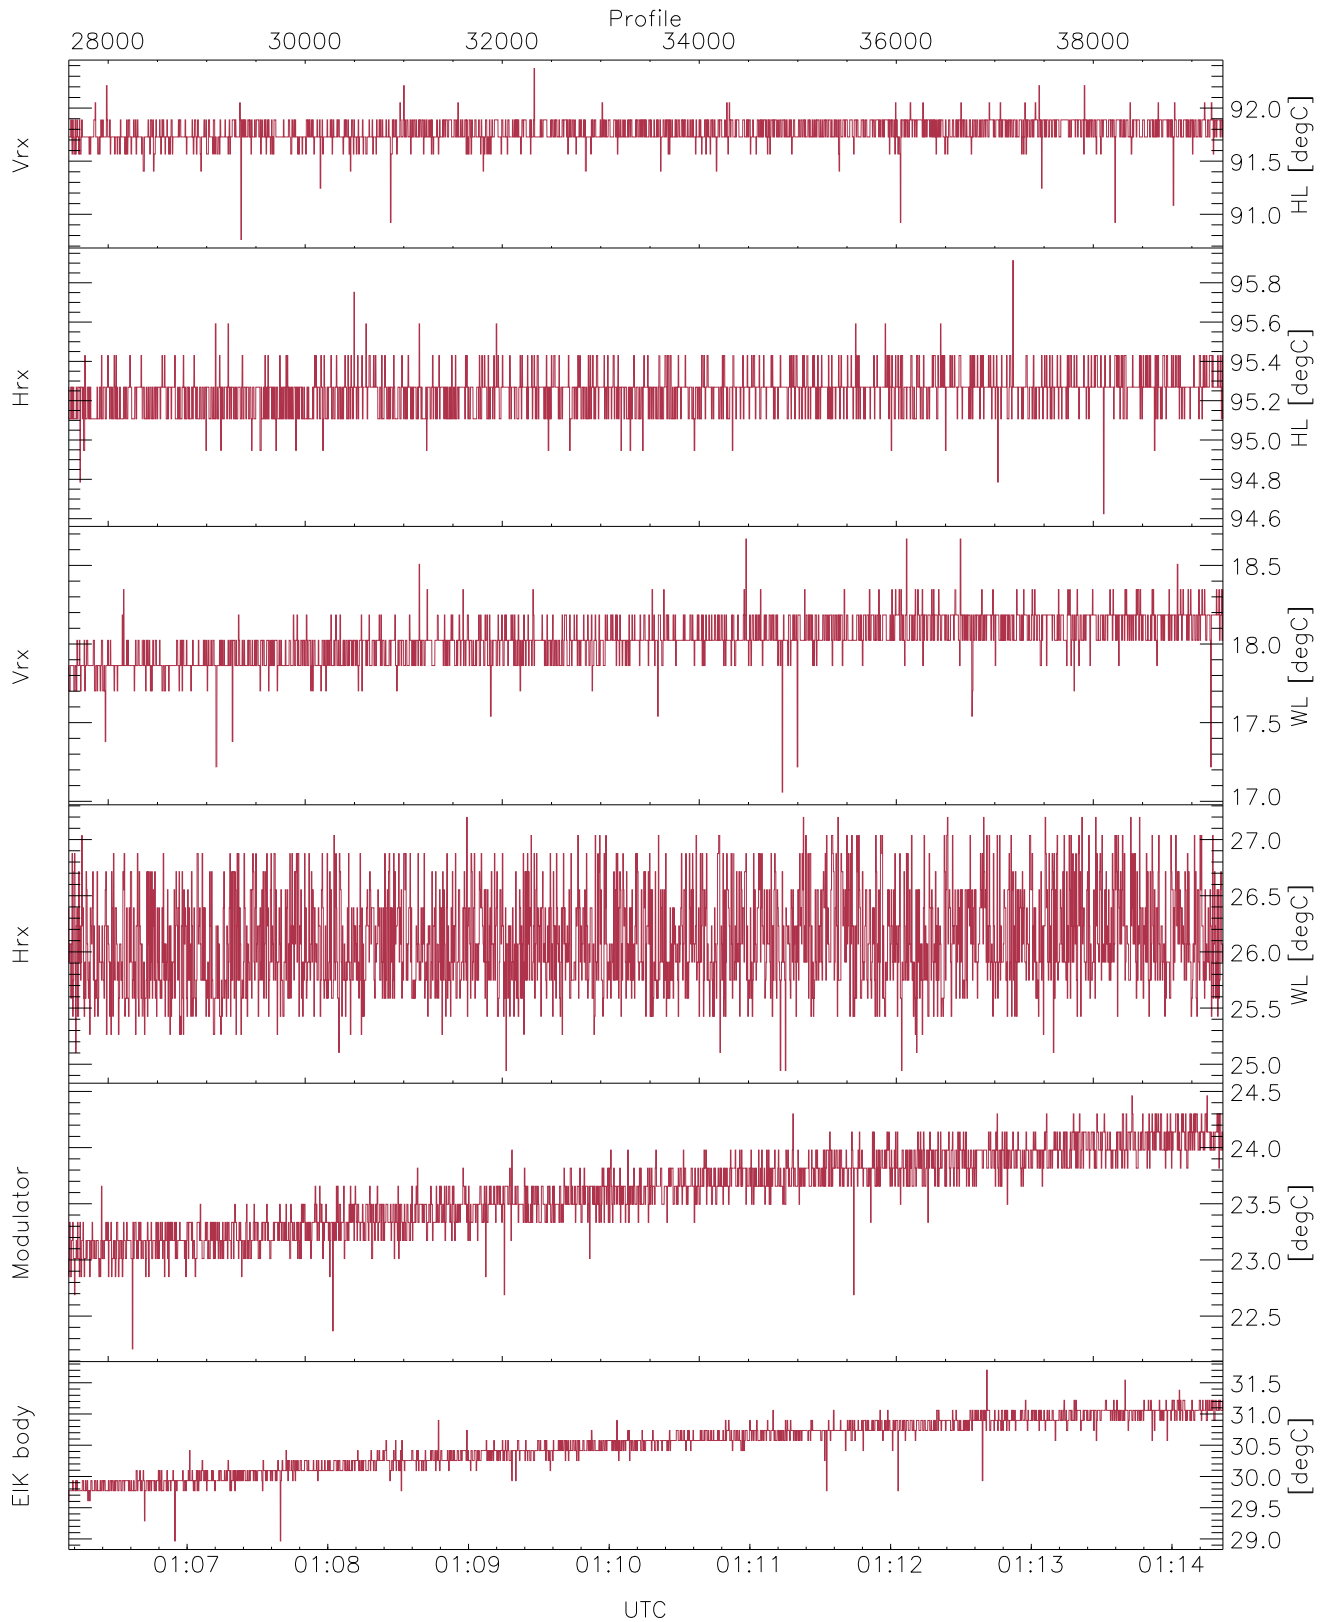 Profile
28000 30000 32000 34000 36000 38000
Vrx
92.0
91.5
91.0
HL [degC]
Hrx
95.8
95.6
95.4
95.2
95.0
94.8
94.6
HL [degC]
Vrx
18.5
18.0
17.5
17.0
WL [degC]
Hrx
27.0
26.5
26.0
25.5
25.0
WL [degC]
Modulator
24.5
24.0
23.5
23.0
22.5
[degC]
EIK body
31.5
31.0
30.5
30.0
29.5
29.0
[degC]
01:07 01:08 01:09 01:10 01:11 01:12 01:13 01:14
UTC